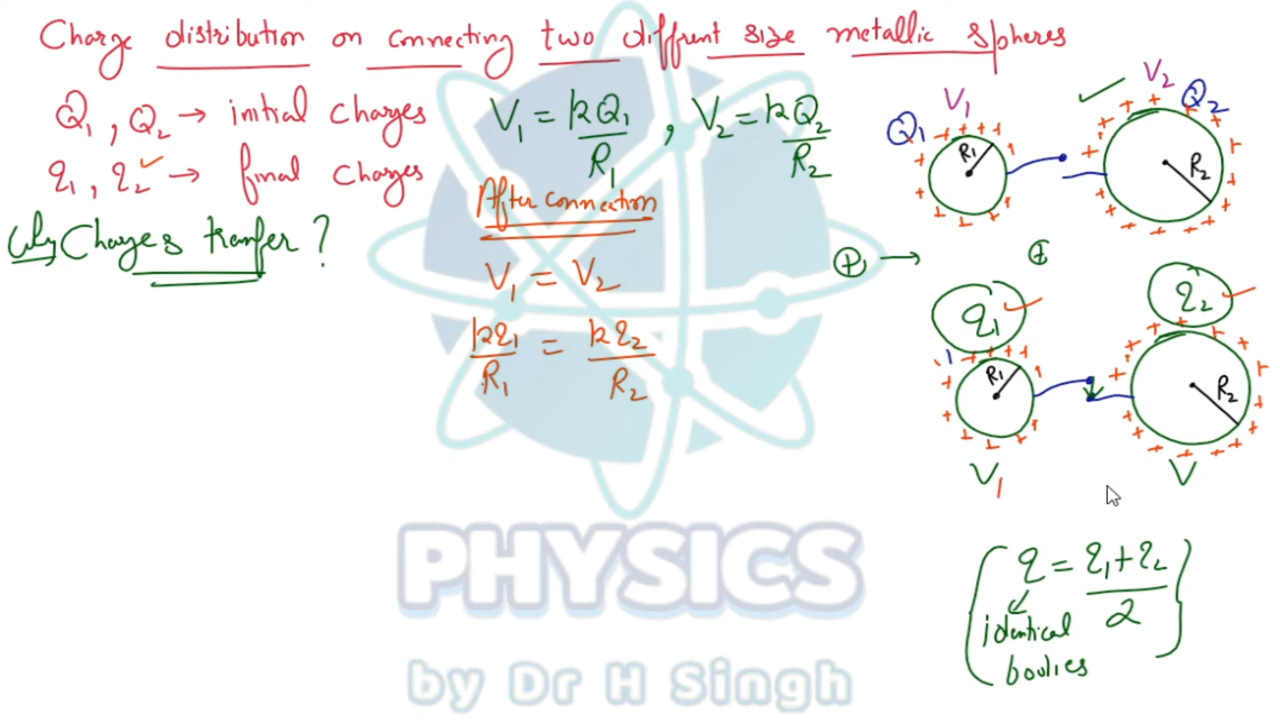 Charge distribution on connecting two diffrent size metallic spheres
Q₁, Q₂ → initial charges
q₁, q₂ → final charges
Why Charges tranfer ?
V₁ = kQ₁/R₁ , V₂ = kQ₂/R₂
After connection
V₁ = V₂
kq₁/R₁ = kq₂/R₂
V₁
Q₁
R₁
V₂
Q₂
R₂
q₁
R₁
V₁
q₂
R₂
V
q = q₁+q₂/2
identical
bodies
PHYSICS
by Dr H Singh